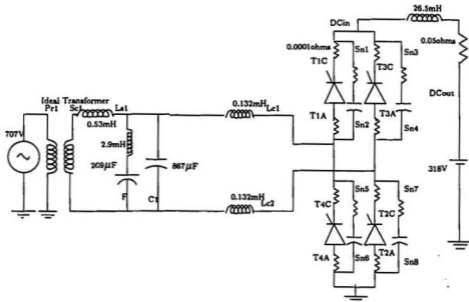 26.5mH
DCin
0.0001ohms
Sn1
Sn3
0.05ohms
T1C
T3C
DCout
Ideal Transformer
Pr1
Sc1
Ls1
0.53mH
0.132mH
Lc1
T1A
Sn2
T3A
Sn4
707V
2.9mH
209μF
F
C1
867μF
318V
0.132mH
Lc2
T4C
Sn5
T2C
Sn7
T4A
Sn6
T2A
Sn8